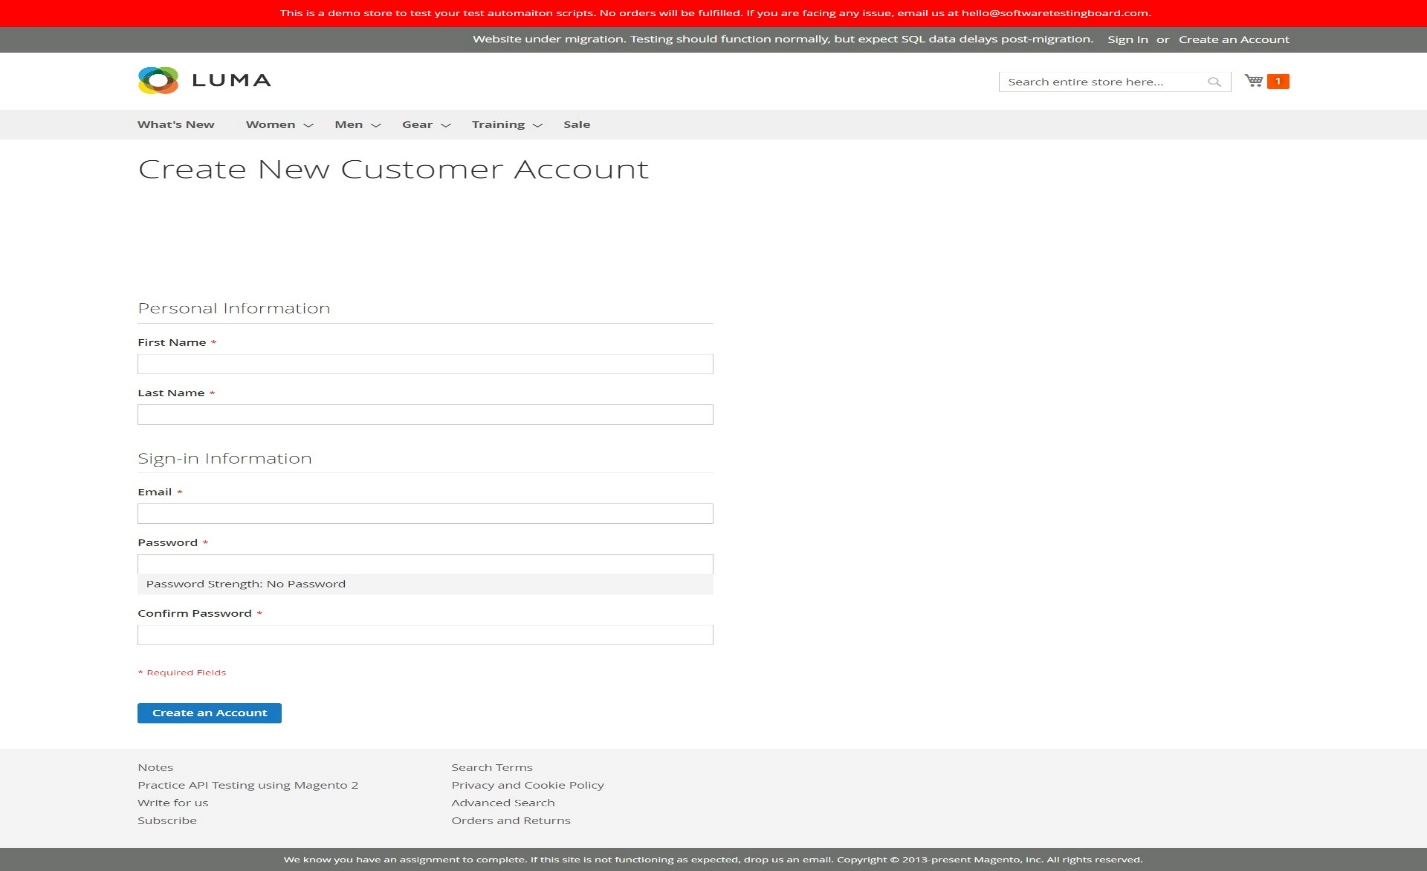 This is a demo store to test your test automaiton scripts. No orders will be fulfilled. If you are facing any issue, email us at hello@softwaretestingboard.com.
Website under migration. Testing should function normally, but expect SQL data delays post-migration. Sign In or Create an Account
LUMA
Search entire store here...
1
What's New Women Men Gear Training Sale
Create New Customer Account
Personal Information
First Name *
Last Name *
Sign-in Information
Email *
Password *
Password Strength: No Password
Confirm Password *
* Required Fields
Create an Account
Notes
Practice API Testing using Magento 2
Write for us
Subscribe
Search Terms
Privacy and Cookie Policy
Advanced Search
Orders and Returns
We know you have an assignment to complete. If this site is not functioning as expected, drop us an email. Copyright © 2013-present Magento, Inc. All rights reserved.